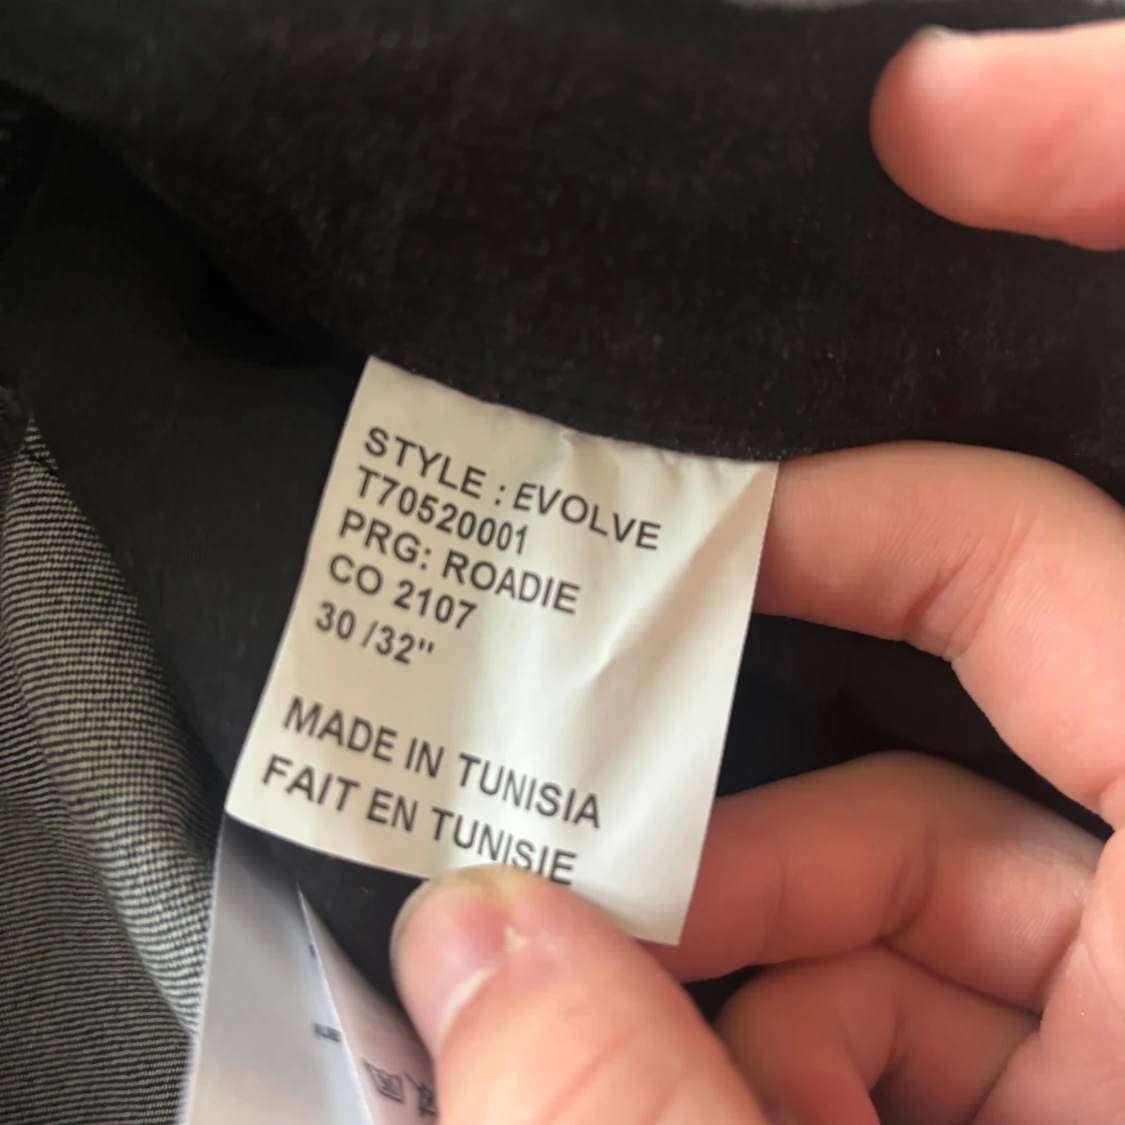 STYLE : EVOLVE
T70520001
PRG: ROADIE
CO 2107
30 /32"
MADE IN TUNISIA
FAIT EN TUNISIE